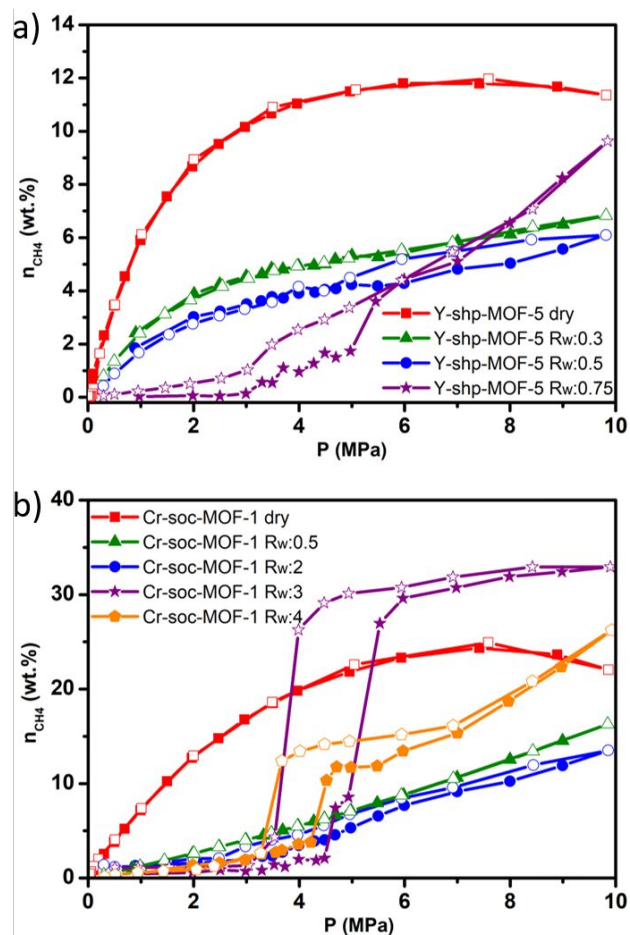 a)
14
12
10
8
6
4
2
0
nCH4 (wt.%)
Y-shp-MOF-5 dry
Y-shp-MOF-5 Rw:0.3
Y-shp-MOF-5 Rw:0.5
Y-shp-MOF-5 Rw:0.75
0 2 4 6 8 10
P (MPa)
b)
40
30
20
10
0
nCH4 (wt.%)
Cr-soc-MOF-1 dry
Cr-soc-MOF-1 Rw:0.5
Cr-soc-MOF-1 Rw:2
Cr-soc-MOF-1 Rw:3
Cr-soc-MOF-1 Rw:4
0 2 4 6 8 10
P (MPa)